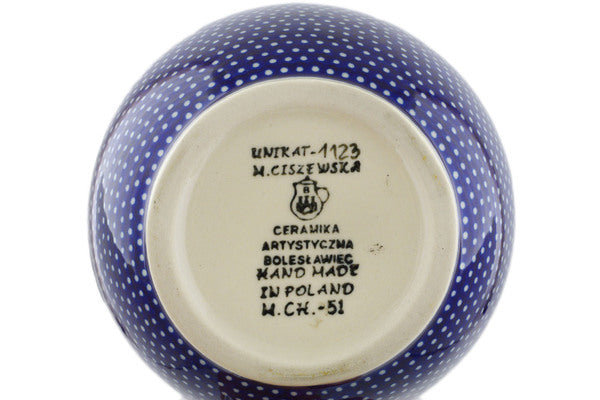 UNIKAT-1123
M.CISZEWSKA
B
CERAMIKA
ARTYSTYCZNA
BOLESŁAWIEC
HAND MADE
IN POLAND
M.CH.-51